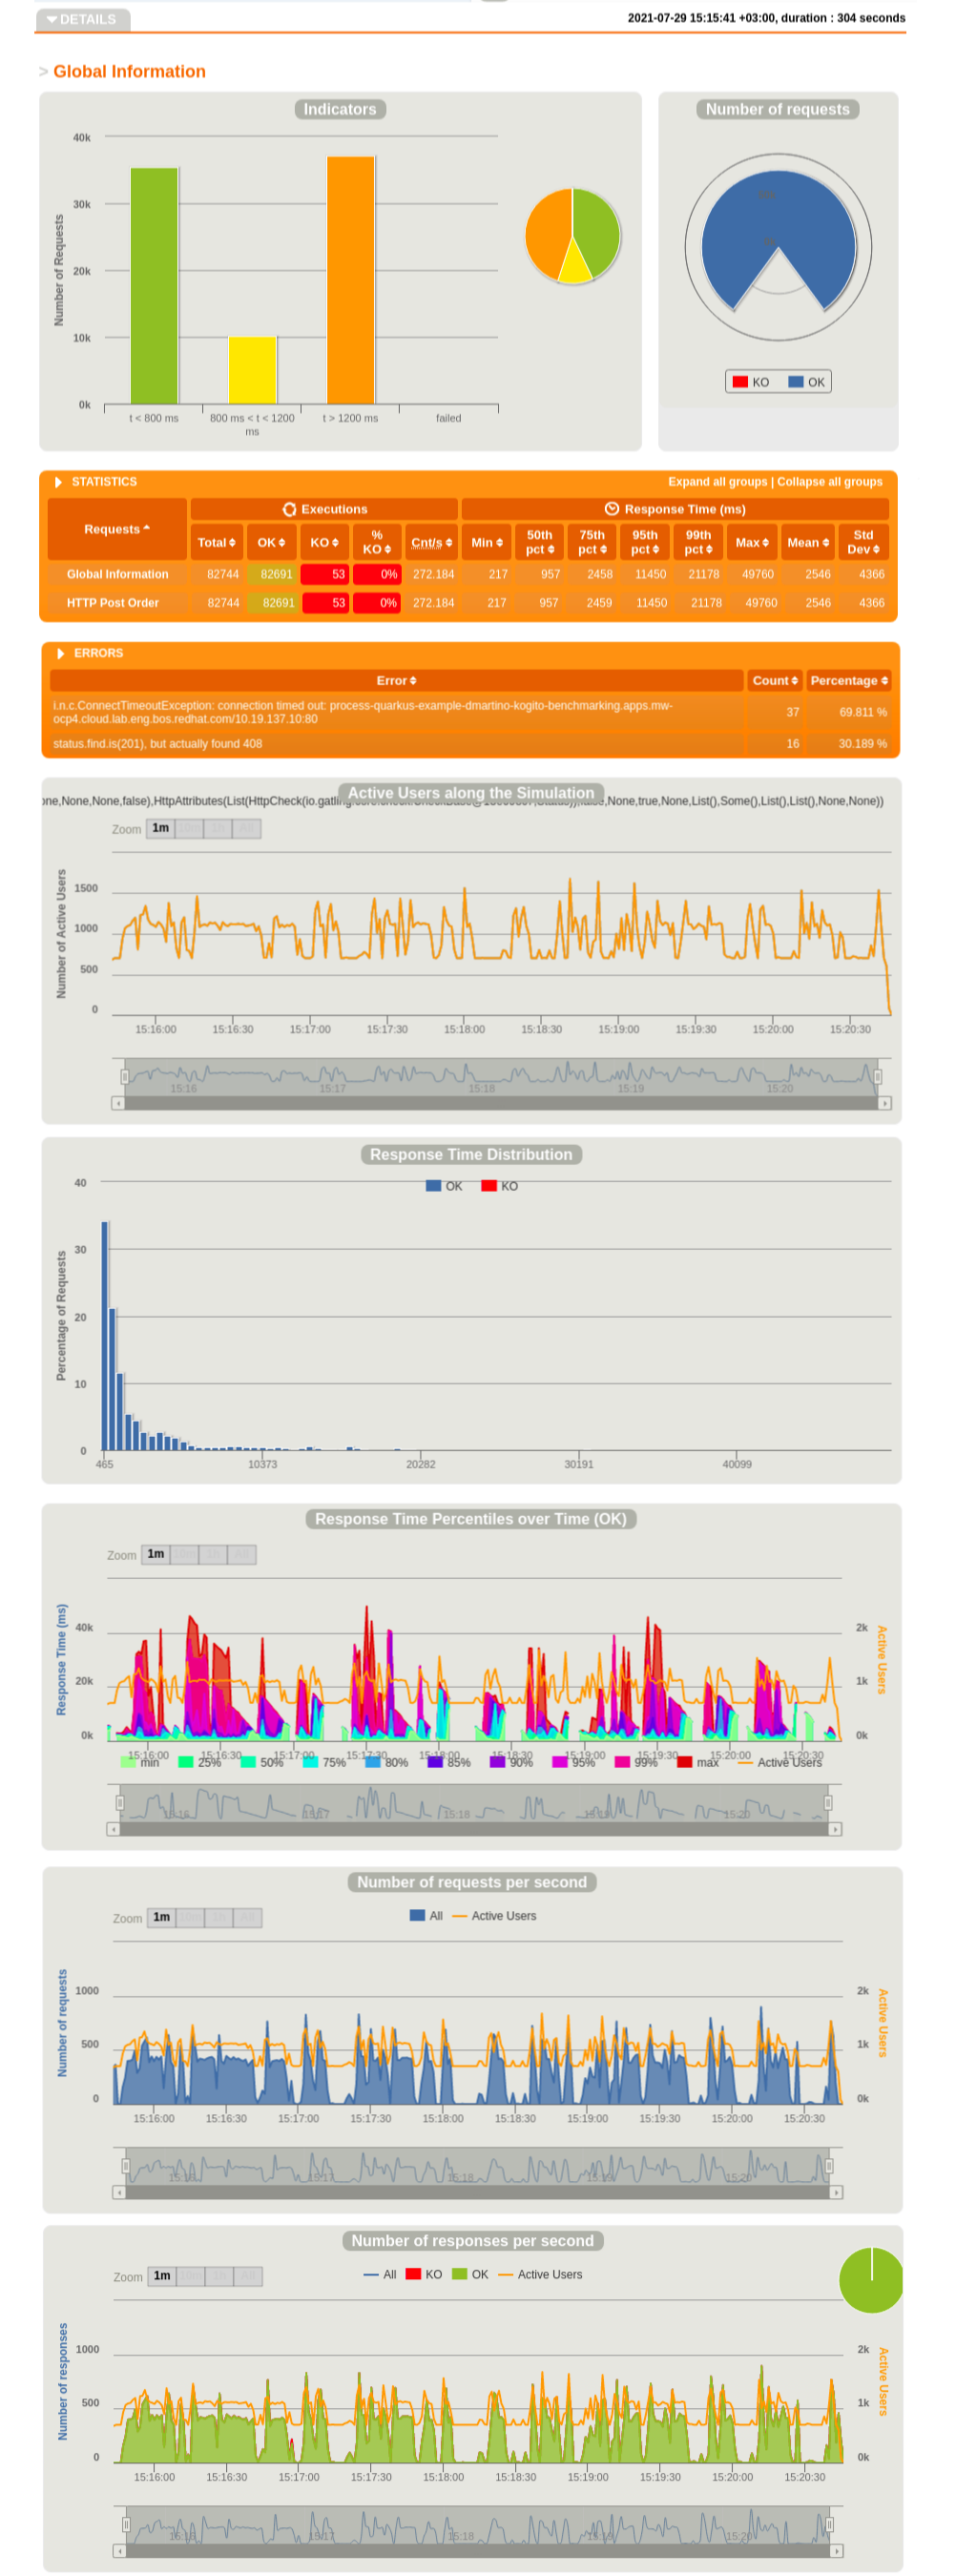 DETAILS
2021-07-29 15:15:41 +03:00, duration : 304 seconds
> Global Information
Indicators
Number of requests
Number of Requests
40k
30k
20k
10k
0k
t < 800 ms
800 ms < t < 1200
ms
t > 1200 ms
failed
KO
OK
STATISTICS
Expand all groups | Collapse all groups
Requests
Executions
Response Time (ms)
Total OK KO % KO Cnt/s Min 50th pct 75th pct 95th pct 99th pct Max Mean Std Dev
Global Information 82744 82691 53 0% 272.184 217 957 2458 11450 21178 49760 2546 4366
HTTP Post Order 82744 82691 53 0% 272.184 217 957 2459 11450 21178 49760 2546 4366
ERRORS
Error Count Percentage
i.n.c.ConnectTimeoutException: connection timed out: process-quarkus-example-dmartino-kogito-benchmarking.apps.mw-
ocp4.cloud.lab.eng.bos.redhat.com/10.19.137.10:80
37 69.811 %
status.find.is(201), but actually found 408 16 30.189 %
Active Users along the Simulation
one,None,None,false),HttpAttributes(List(HttpCheck(io.gatling None,true,None,List(),Some(),List(),List(),None,None))
Zoom 1m
Number of Active Users
1500
1000
500
0
15:16:00 15:16:30 15:17:00 15:17:30 15:18:00 15:18:30 15:19:00 15:19:30 15:20:00 15:20:30
15:16 15:17 15:18 15:19 15:20
Response Time Distribution
OK KO
Percentage of Requests
40
30
20
10
0
465 10373 20282 30191 40099
Response Time Percentiles over Time (OK)
Zoom 1m
Response Time (ms)
40k
20k
0k
2k
1k
0k
Active Users
15:16:00 15:16:30 15:17:00 15:17:30 15:18:00 15:18:30 15:19:00 15:19:30 15:20:00 15:20:30
min 25% 50% 75% 80% 85% 90% 95% 99% max Active Users
15:16 15:17 15:18 15:19 15:20
Number of requests per second
Zoom 1m
All Active Users
Number of requests
1000
500
0
2k
1k
0k
Active Users
15:16:00 15:16:30 15:17:00 15:17:30 15:18:00 15:18:30 15:19:00 15:19:30 15:20:00 15:20:30
15:16 15:17 15:18 15:19 15:20
Number of responses per second
Zoom 1m
All KO OK Active Users
Number of responses
1000
500
0
2k
1k
0k
Active Users
15:16:00 15:16:30 15:17:00 15:17:30 15:18:00 15:18:30 15:19:00 15:19:30 15:20:00 15:20:30
15:16 15:17 15:18 15:19 15:20